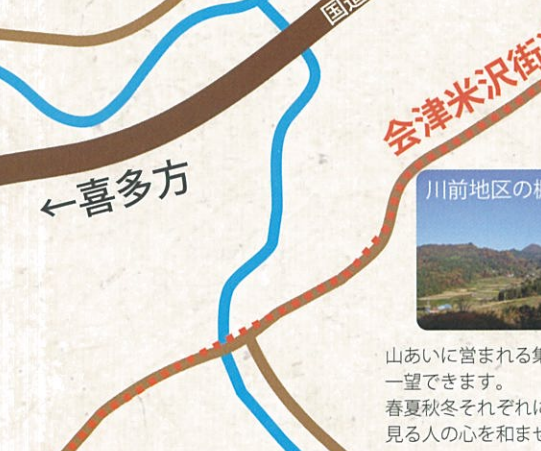 国道
会津米沢街道
←喜多方
川前地区の
山あいに営まれる集
一望できます。
春夏秋冬それぞれに
見る人の心を和ませ